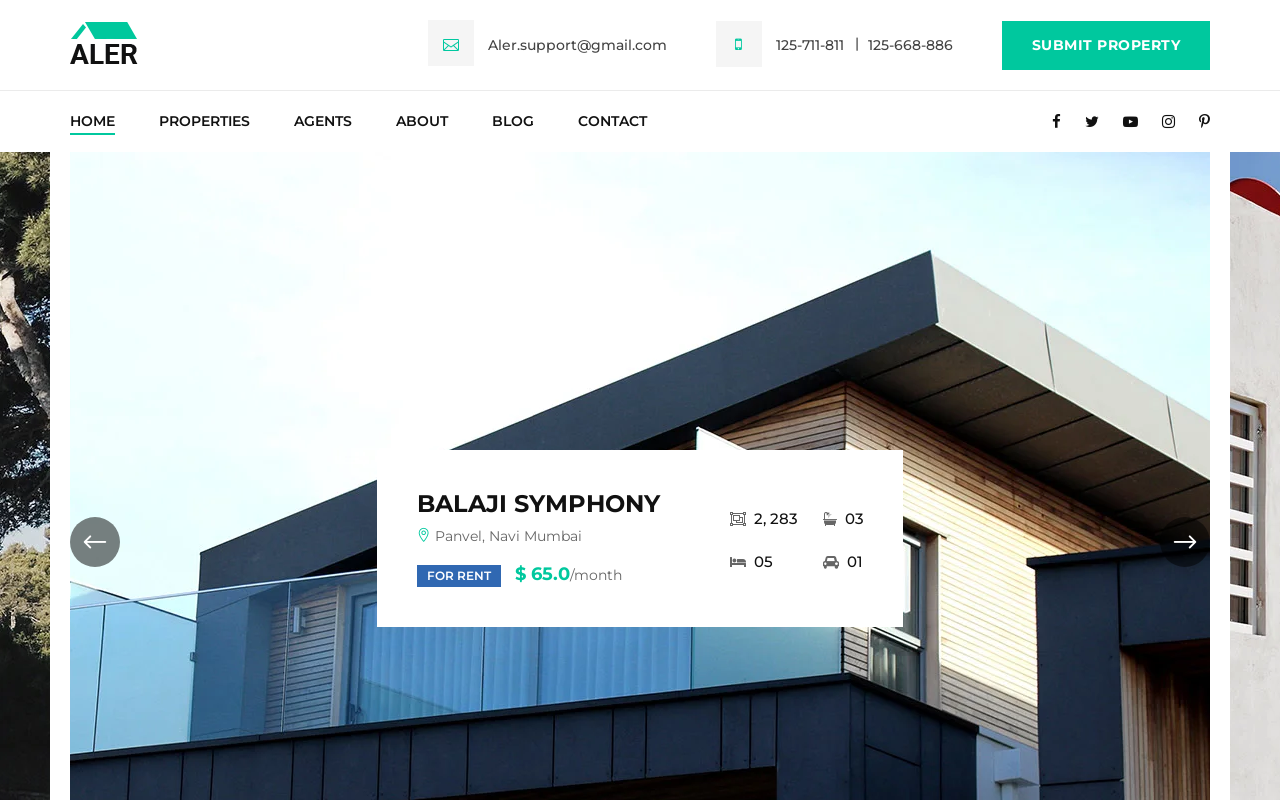 ALER
Aler.support@gmail.com
125-711-811 | 125-668-886
SUBMIT PROPERTY
HOME PROPERTIES AGENTS ABOUT BLOG CONTACT
BALAJI SYMPHONY
Panvel, Navi Mumbai
FOR RENT $ 65.0/month
2, 283 03
05 01